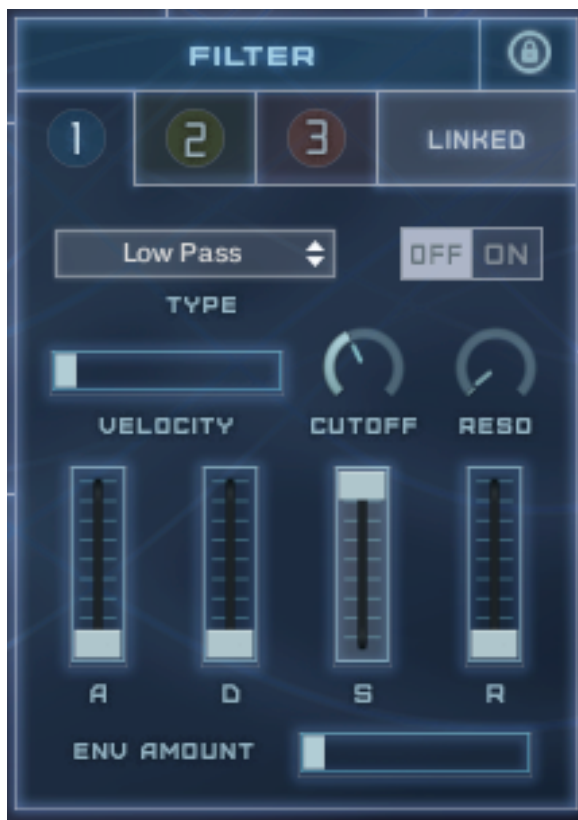 FILTER
1 2 3 LINKED
Low Pass OFF ON
TYPE
VELOCITY CUTOFF RESO
A D S R
ENV AMOUNT